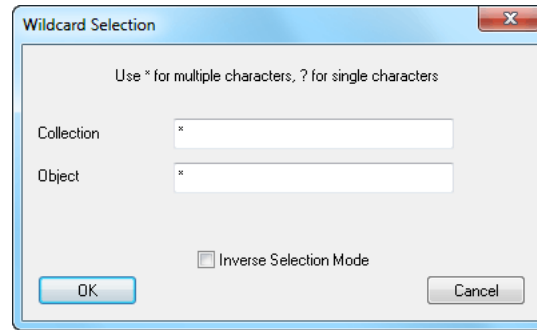 Wildcard Selection
Use * for multiple characters, ? for single characters
Collection *
Object *
Inverse Selection Mode
OK Cancel